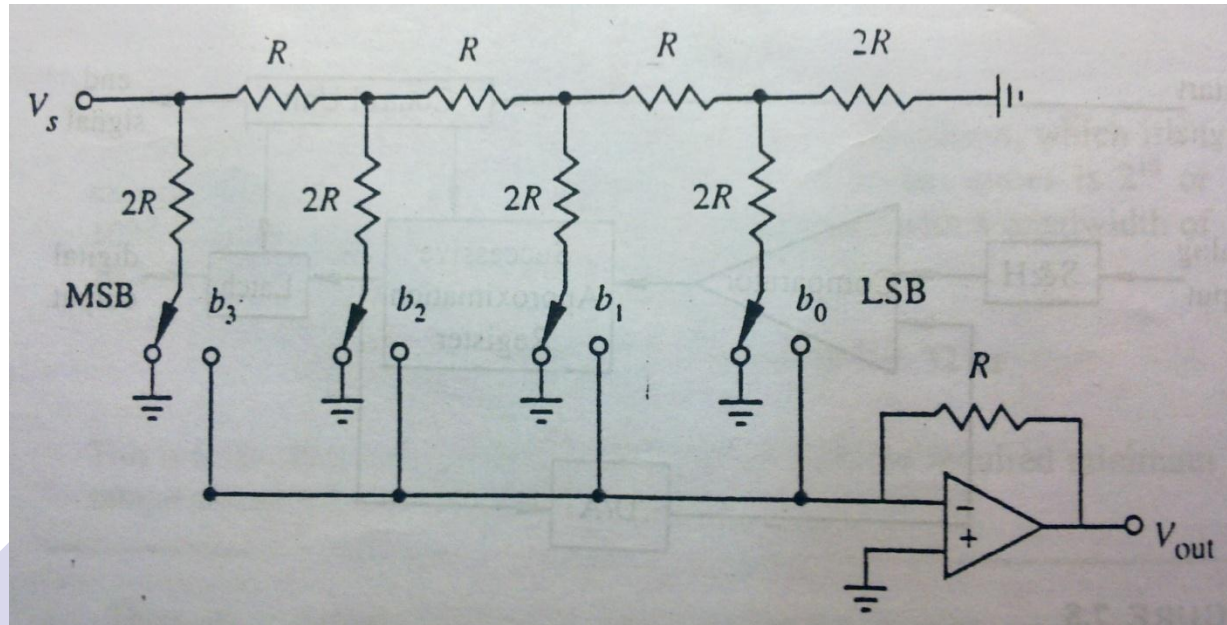 R R R 2R
V_s
2R 2R 2R 2R
MSB b_3 b_2 b_1 b_0 LSB
R
-
+
V_out